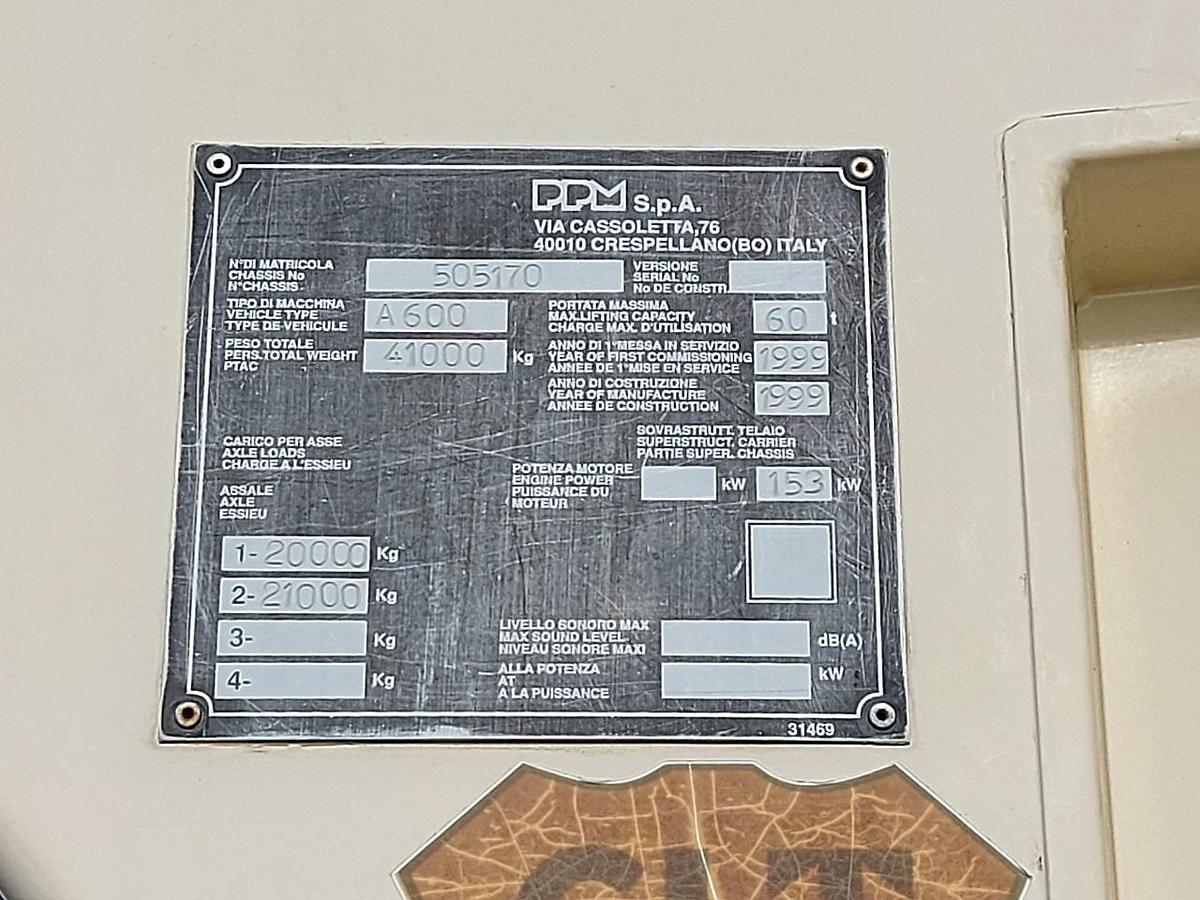 PPM S.p.A.
VIA CASSOLETTA,76
40010 CRESPELLANO(BO) ITALY
N°DI MATRICOLA
CHASSIS No
N°CHASSIS
505170
VERSIONE
SERIAL No
No DE CONSTR
TIPO DI MACCHINA
VEHICLE TYPE
TYPE DE VEHICULE
A 600
PORTATA MASSIMA
MAX.LIFTING CAPACITY
CHARGE MAX. D'UTILISATION
60 t
PESO TOTALE
PERS.TOTAL WEIGHT
PTAC
41000 Kg
ANNO DI 1°MESSA IN SERVIZIO
YEAR OF FIRST COMMISSIONING
ANNEE DE 1°MISE EN SERVICE
1999
ANNO DI COSTRUZIONE
YEAR OF MANUFACTURE
ANNEE DE CONSTRUCTION
1999
CARICO PER ASSE
AXLE LOADS
CHARGE A L'ESSIEU
SOVRASTRUTT. TELAIO
SUPERSTRUCT. CARRIER
PARTIE SUPER. CHASSIS
POTENZA MOTORE
ENGINE POWER
PUISSANCE DU
MOTEUR
kW 153 kW
ASSALE
AXLE
ESSIEU
1- 20000 Kg
2- 21000 Kg
3- Kg
4- Kg
LIVELLO SONORO MAX
MAX SOUND LEVEL
NIVEAU SONORE MAXI
dB(A)
ALLA POTENZA
AT
A LA PUISSANCE
kW
31469